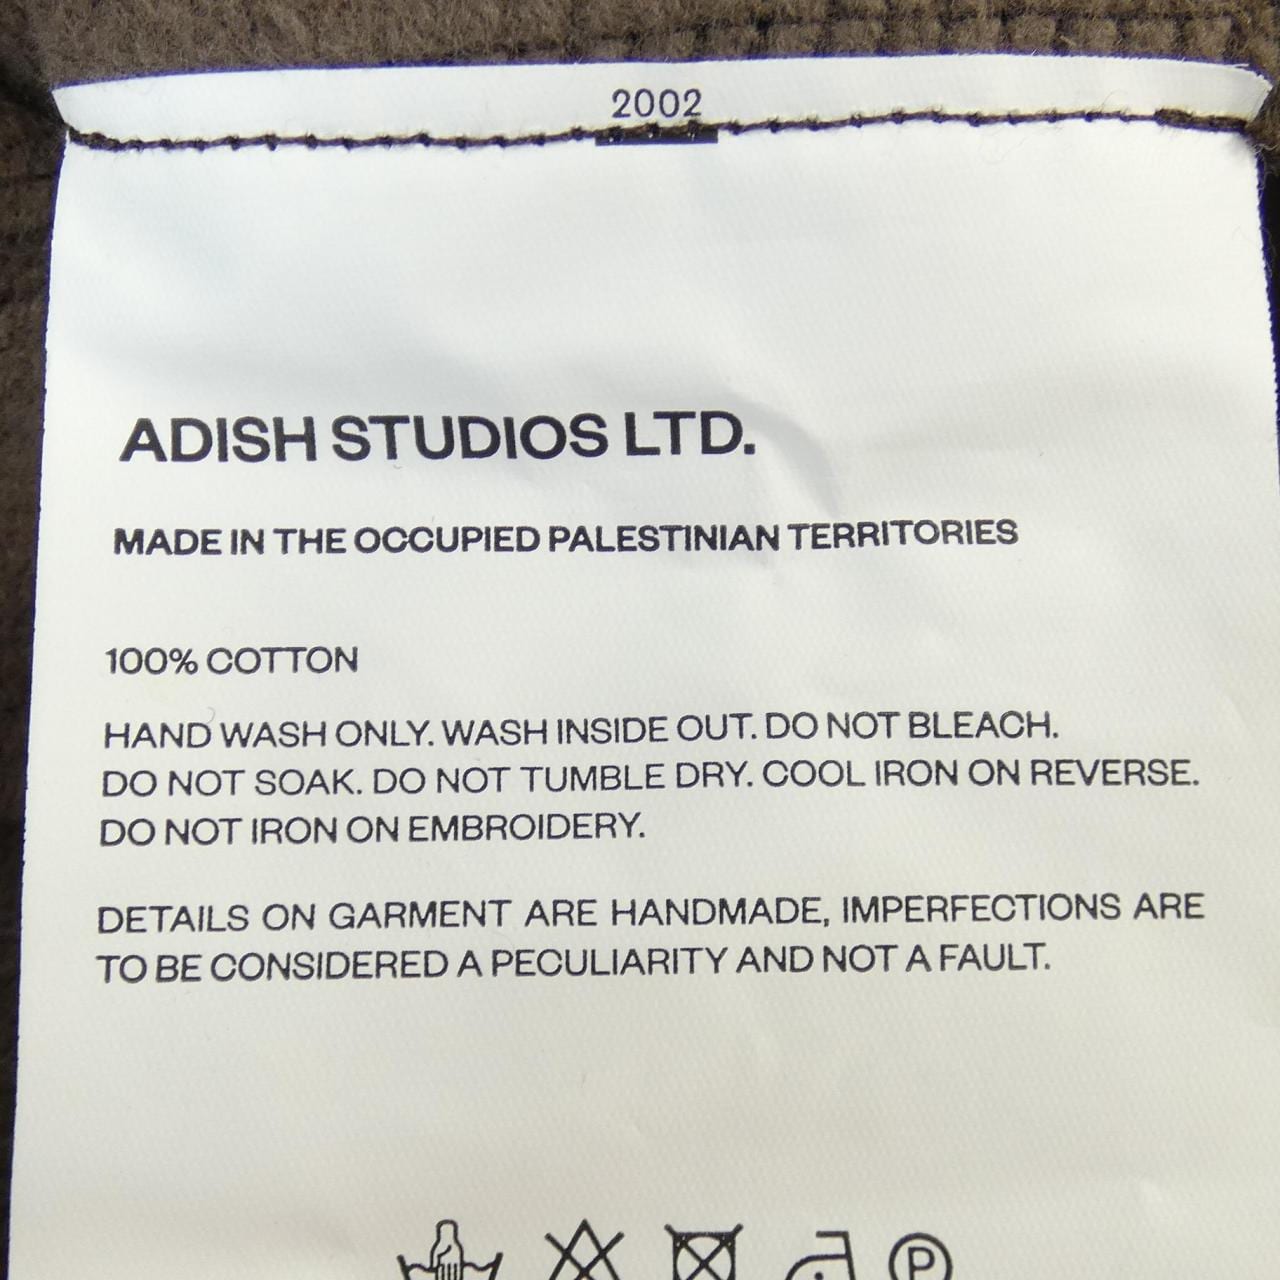 2002
ADISH STUDIOS LTD.
MADE IN THE OCCUPIED PALESTINIAN TERRITORIES
100% COTTON
HAND WASH ONLY. WASH INSIDE OUT. DO NOT BLEACH.
DO NOT SOAK. DO NOT TUMBLE DRY. COOL IRON ON REVERSE.
DO NOT IRON ON EMBROIDERY.
DETAILS ON GARMENT ARE HANDMADE, IMPERFECTIONS ARE
TO BE CONSIDERED A PECULIARITY AND NOT A FAULT.
P